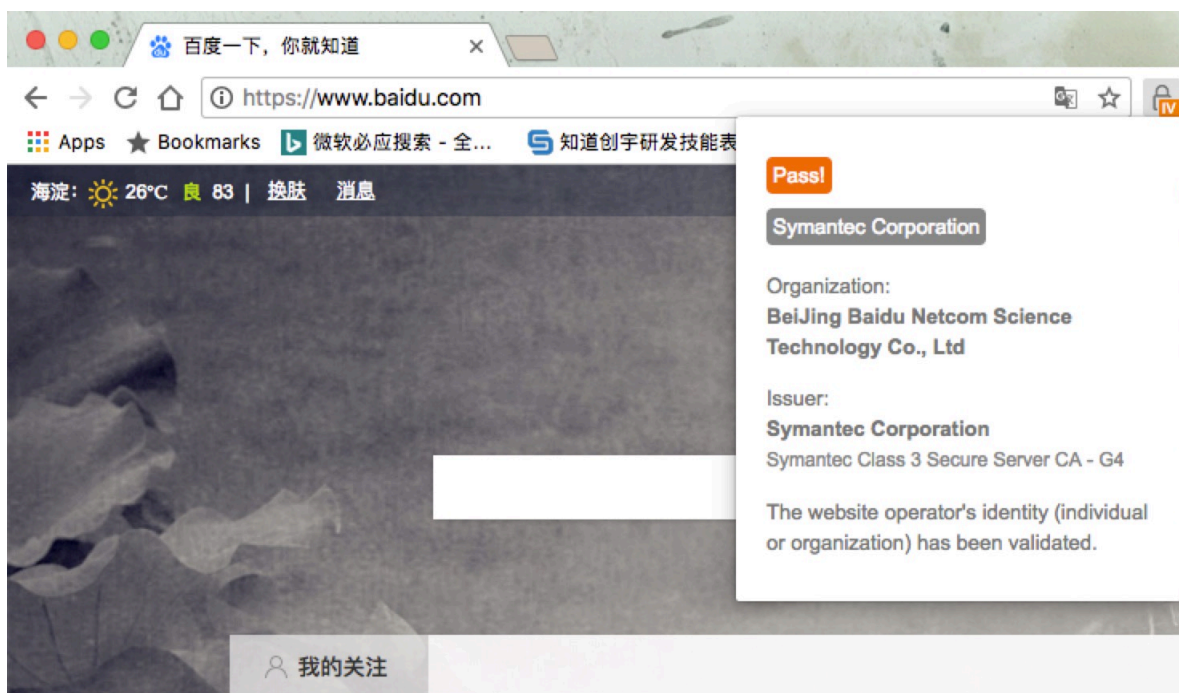 百度一下，你就知道
https://www.baidu.com
Apps
Bookmarks
微软必应搜索 - 全...
知道创宇研发技能表
IV
海淀：
26℃ 良 83 | 换肤 消息
Pass!
Symantec Corporation
Organization:
BeiJing Baidu Netcom Science
Technology Co., Ltd
Issuer:
Symantec Corporation
Symantec Class 3 Secure Server CA - G4
The website operator's identity (individual
or organization) has been validated.
我的关注